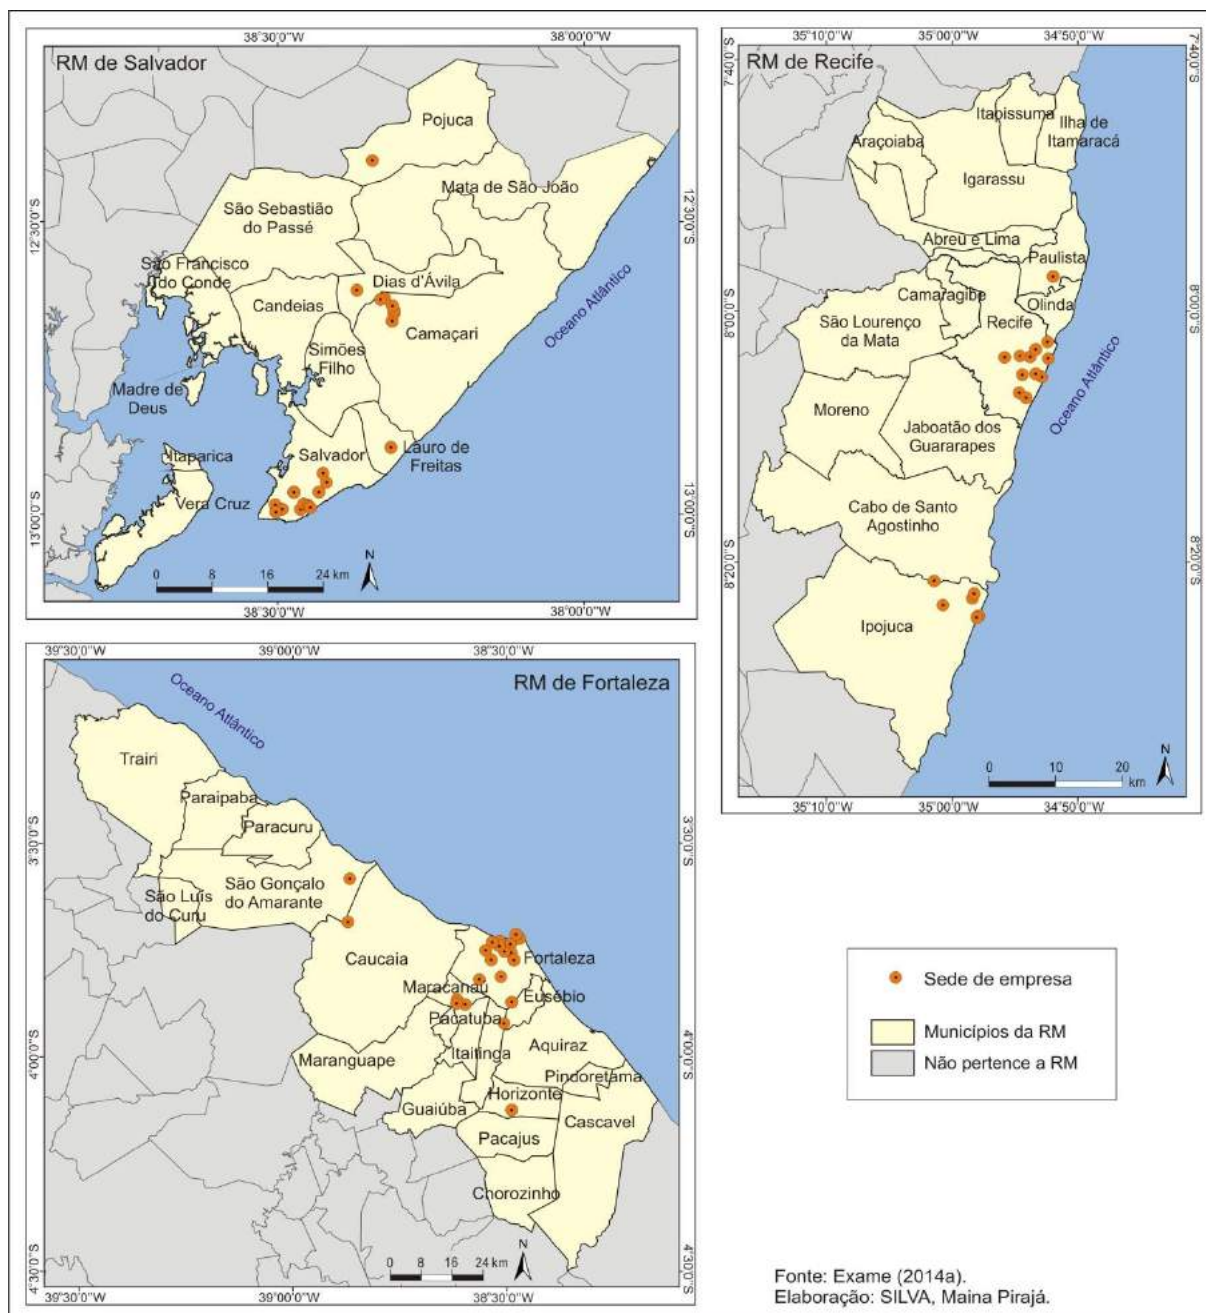 38°30'0"W
38°00'0"W
RM de Salvador
Pojuca
Mata de São João
São Sebastião
do Passé
12°30'0"S
12°30'0"S
São Francisco
do Conde
Dias d'Ávila
Candeias
Camaçari
Oceano Atlântico
Simões
Filho
Madre de
Deus
Salvador
Lauro de
Freitas
Itaparica
Vera Cruz
13°00'0"S
13°00'0"S
N
0 8 16 24 km
38°30'0"W
38°00'0"W
35°10'0"W
35°00'0"W
34°50'0"W
7°40'0"S
7°40'0"S
RM de Recife
Itapissuma
Ilha de
Itamaracá
Araçoiaba
Igarassu
Abreu e Lima
Paulista
Camaragibe
Olinda
8°0'0"S
8°00'0"S
São Lourenço
da Mata
Recife
Moreno
Jaboatão dos
Guararapes
Oceano Atlântico
Cabo de Santo
Agostinho
8°20'0"S
8°20'0"S
Ipojuca
N
0 10 20
km
35°10'0"W
35°00'0"W
34°50'0"W
39°30'0"W
39°00'0"W
38°30'0"W
Oceano Atlântico
RM de Fortaleza
Trairi
Paraipaba
Paracuru
3°30'0"S
3°30'0"S
São Luís
do Curu
São Gonçalo
do Amarante
Caucaia
Fortaleza
Maracanaú
Eusébio
Pacatuba
Itaitinga
Aquiraz
4°00'0"S
4°00'0"S
Maranguape
Pindoretama
Horizonte
Guaiúba
Cascavel
Pacajus
Chorozinho
N
0 8 16 24 km
4°30'0"S
4°30'0"S
39°30'0"W
39°00'0"W
38°30'0"W
Sede de empresa
Municípios da RM
Não pertence a RM
Fonte: Exame (2014a).
Elaboração: SILVA, Maina Pirajá.